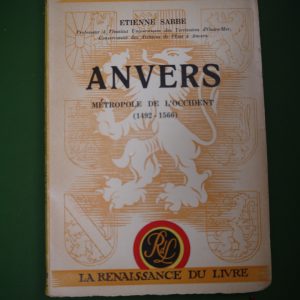 ETIENNE SABBE
Professeur à l'Institut Universitaire des Territoires d'Outre-Mer,
Conservateur des Archives de l'Etat à Anvers
ANVERS
MÉTROPOLE DE L'OCCIDENT
(1492-1566)
RL
LA RENAISSANCE DU LIVRE